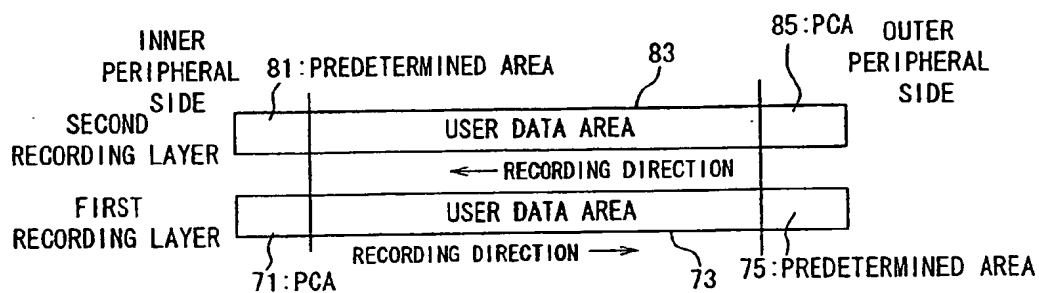 INNER
PERIPHERAL
SIDE
81:PREDETERMINED AREA
83
85:PCA
OUTER
PERIPHERAL
SIDE
SECOND
RECORDING LAYER
USER DATA AREA
← RECORDING DIRECTION
FIRST
RECORDING LAYER
USER DATA AREA
RECORDING DIRECTION →
71:PCA
73
75:PREDETERMINED AREA